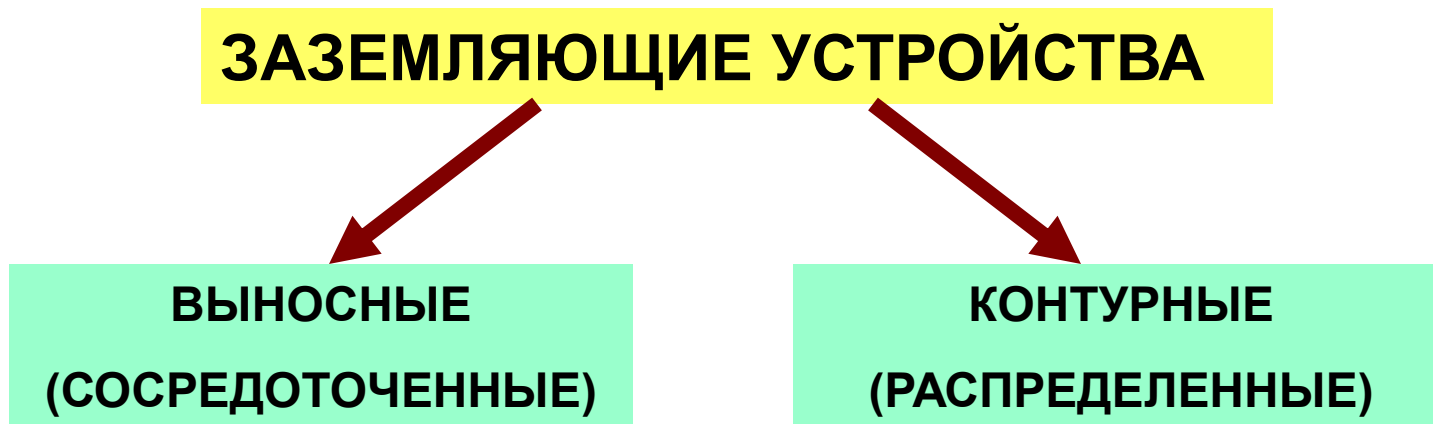 ЗАЗЕМЛЯЮЩИЕ УСТРОЙСТВА
ВЫНОСНЫЕ
(СОСРЕДОТОЧЕННЫЕ)
КОНТУРНЫЕ
(РАСПРЕДЕЛЕННЫЕ)